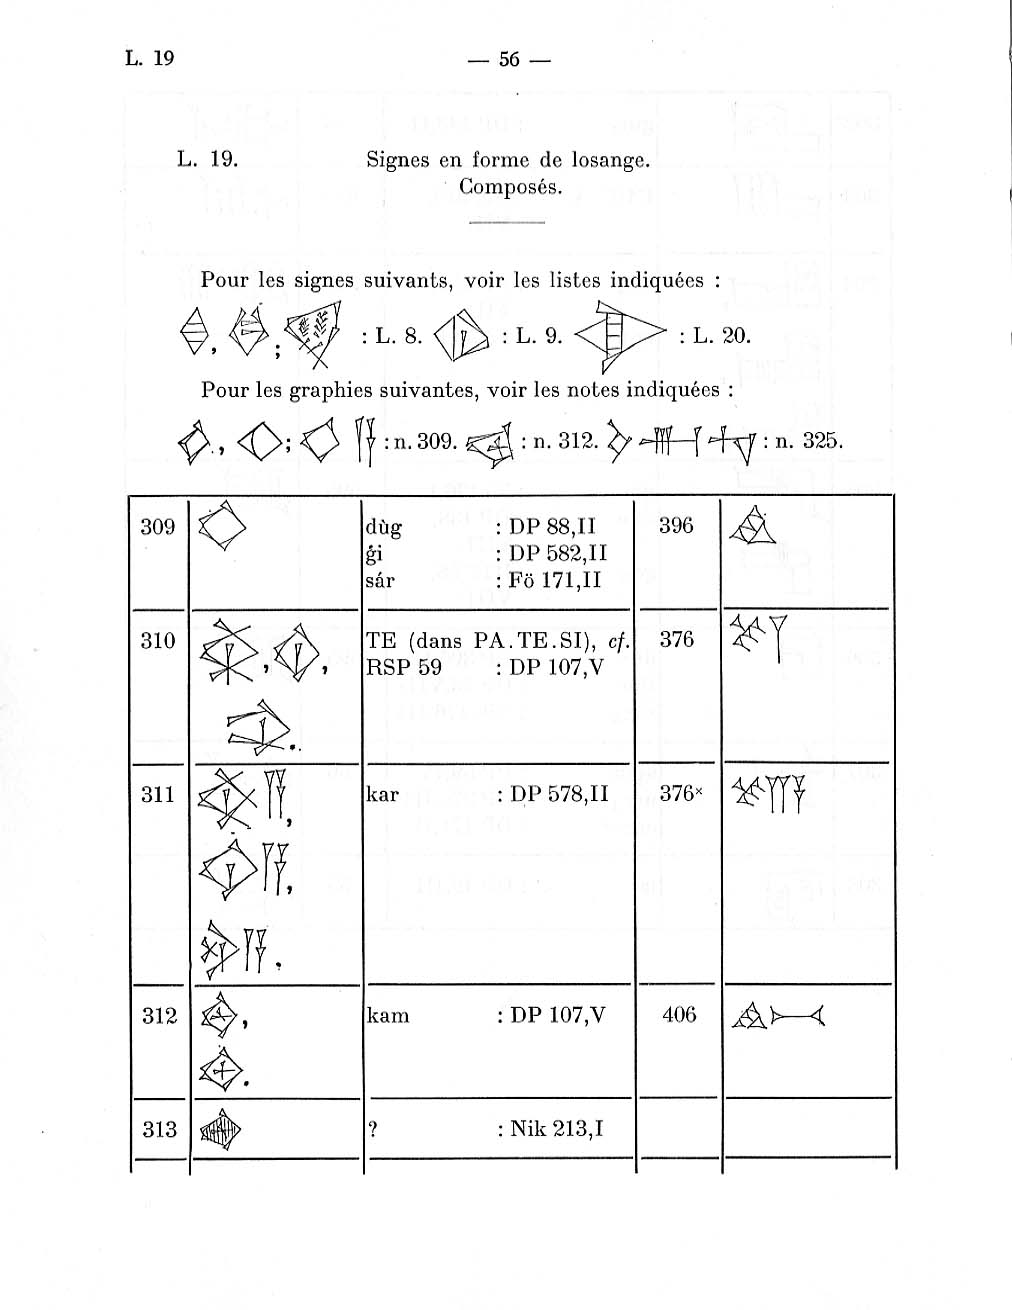 L. 19 — 56 —
L. 19. Signes en forme de losange.
Composés.
Pour les signes suivants, voir les listes indiquées :
, ; : L. 8. : L. 9. : L. 20.
Pour les graphies suivantes, voir les notes indiquées :
, ; : n. 309. : n. 312. : n. 325.
309 dùg : DP 88,II 396
ǵi : DP 582,II
sár : Fö 171,II
310 TE (dans PA.TE.SI), cf. 376
RSP 59 : DP 107,V
311 kar : DP 578,II 376×
312 kam : DP 107,V 406
313 ? : Nik 213,I